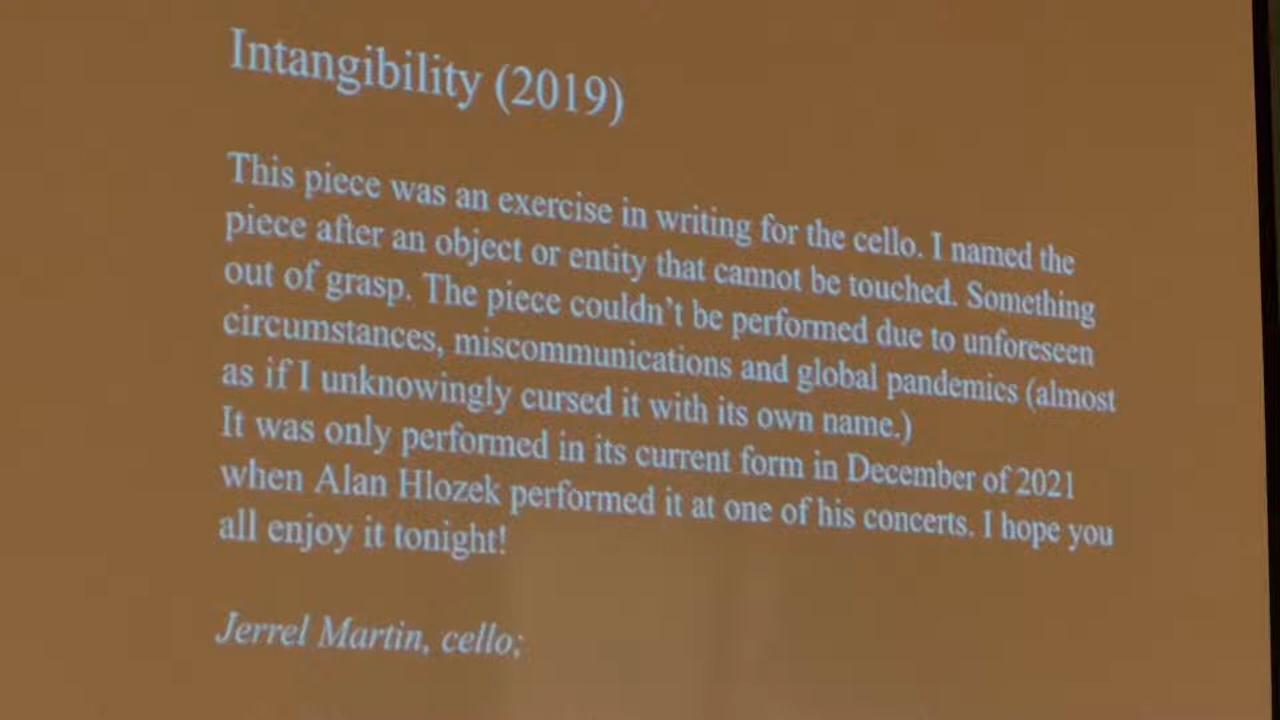 Intangibility (2019)
This piece was an exercise in writing for the cello. I named the
piece after an object or entity that cannot be touched. Something
out of grasp. The piece couldn't be performed due to unforeseen
circumstances, miscommunications and global pandemics (almost
as if I unknowingly cursed it with its own name.)
It was only performed in its current form in December of 2021
when Alan Hlozek performed it at one of his concerts. I hope you
all enjoy it tonight!
Jerrel Martin, cello;